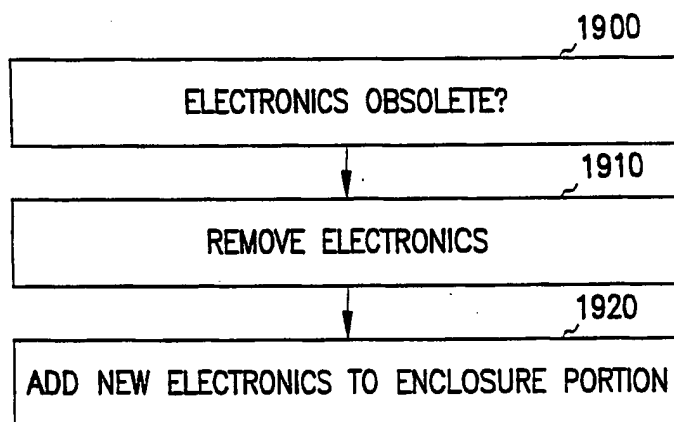 1900
ELECTRONICS OBSOLETE?
1910
REMOVE ELECTRONICS
1920
ADD NEW ELECTRONICS TO ENCLOSURE PORTION